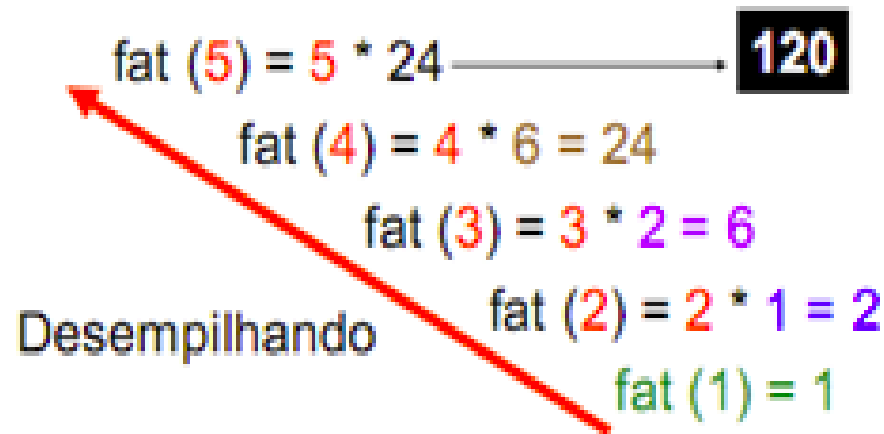 fat (5) = 5 * 24 120
fat (4) = 4 * 6 = 24
fat (3) = 3 * 2 = 6
fat (2) = 2 * 1 = 2
Desempilhando
fat (1) = 1